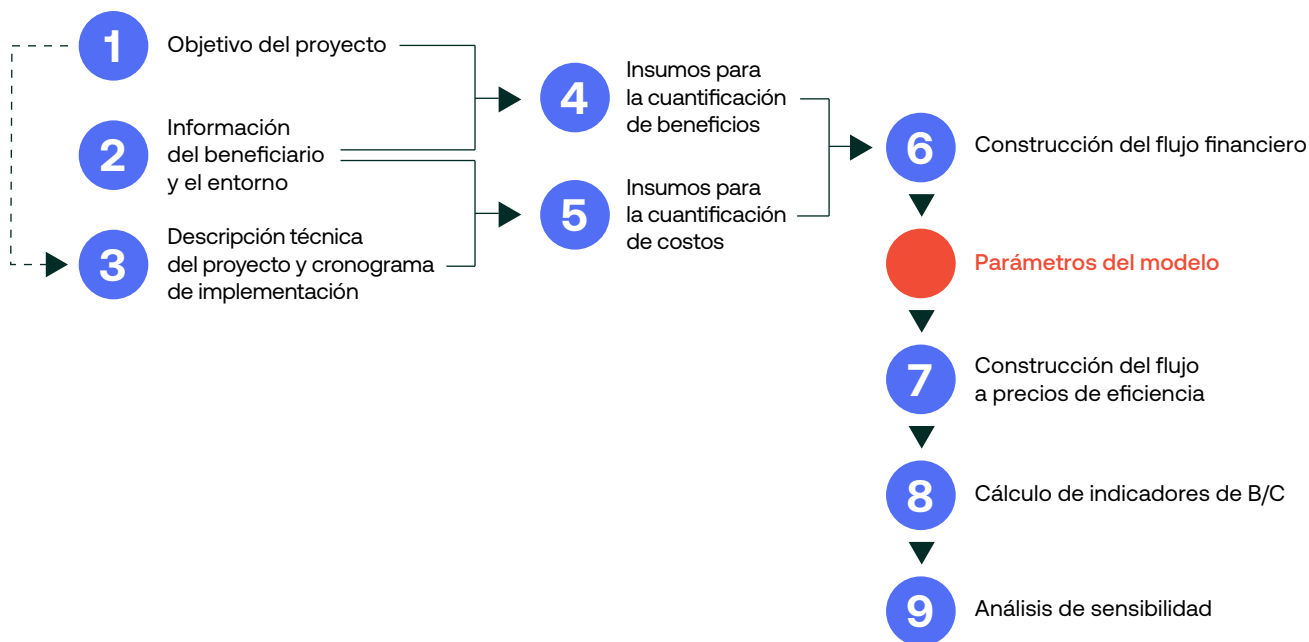 1
Objetivo del proyecto
2
Información
del beneficiario
y el entorno
3
Descripción técnica
del proyecto y cronograma
de implementación
4
Insumos para
la cuantificación
de beneficios
5
Insumos para
la cuantificación
de costos
6
Construcción del flujo financiero
Parámetros del modelo
7
Construcción del flujo
a precios de eficiencia
8
Cálculo de indicadores de B/C
9
Análisis de sensibilidad